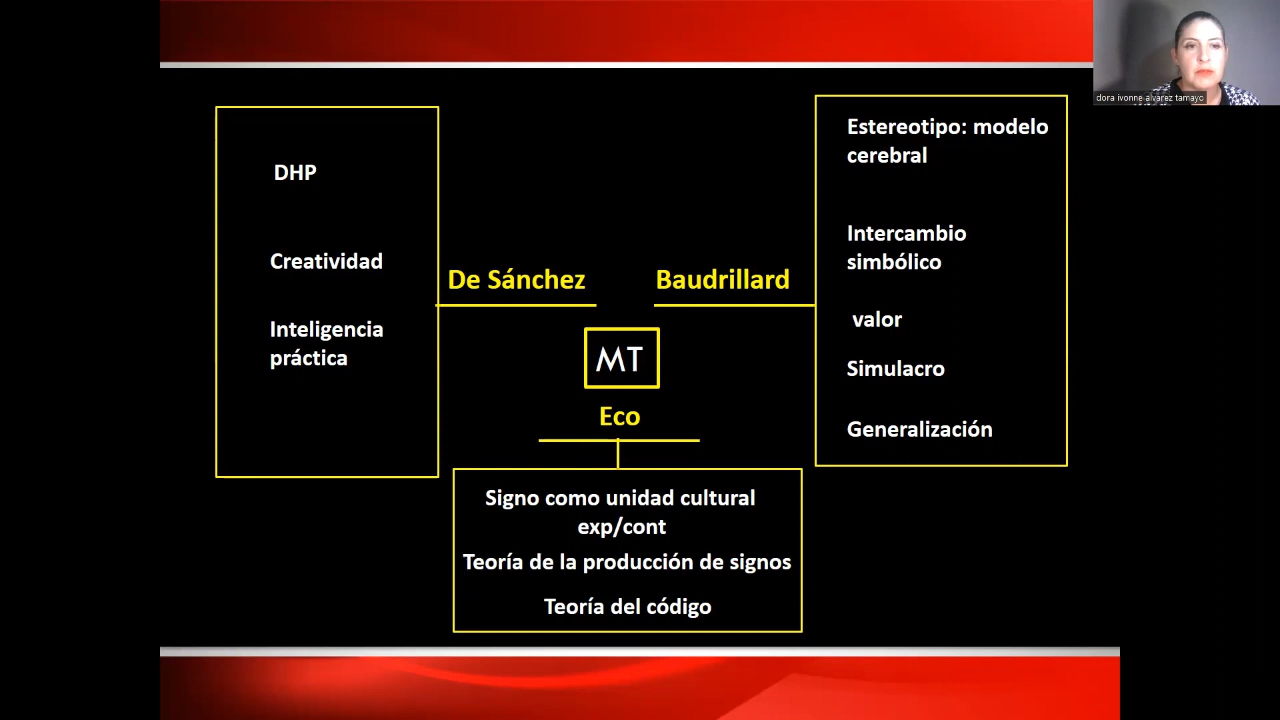 dora ivonne alvarez tamayo
DHP
Creatividad
Inteligencia
práctica
De Sánchez
Baudrillard
Estereotipo: modelo
cerebral
Intercambio
simbólico
valor
Simulacro
Generalización
MT
Eco
Signo como unidad cultural
exp/cont
Teoría de la producción de signos
Teoría del código